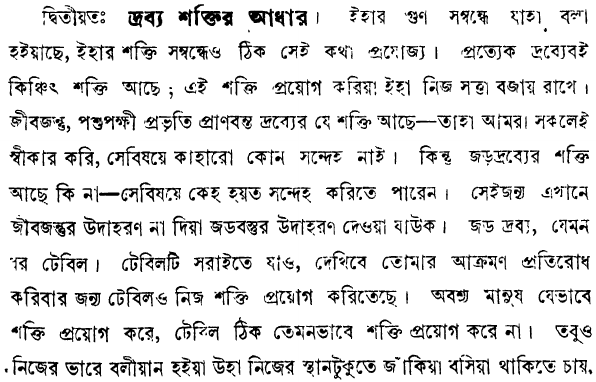 দ্বিতীয়তঃ দ্রব্য শক্তির আধার। ইহার গুণ সম্বন্ধে যাহা বলা
হইয়াছে, ইহার শক্তি সম্বন্ধেও ঠিক সেই কথা প্রযোজ্য। প্রত্যেক দ্রব্যেবই
কিঞ্চিৎ শক্তি আছে; এই শক্তি প্রয়োগ করিয়া ইহা নিজ সত্তা বজায় রাখে।
জীবজন্তু, পশুপক্ষী প্রভৃতি প্রাণবন্ত দ্রব্যের যে শক্তি আছে—তাহা আমরা সকলেই
স্বীকার করি, সেবিষয়ে কাহারো কোন সন্দেহ নাই। কিন্তু জড়দ্রব্যের শক্তি
আছে কি না—সেবিষয়ে কেহ হয়ত সন্দেহ করিতে পারেন। সেইজন্য এখানে
জীবজন্তুর উদাহরণ না দিয়া জডবস্তুর উদাহরণ দেওয়া যাউক। জড দ্রব্য, যেমন
টেবিল। টেবিলটি সরাইতে যাও, দেখিবে তোমার আক্রমণ প্রতিরোধ
করিবার জন্য টেবিলও নিজ শক্তি প্রয়োগ করিতেছে। অবশ্য মানুষ যেভাবে
শক্তি প্রয়োগ করে, টেবিল ঠিক তেমনভাবে শক্তি প্রয়োগ করে না। তবুও
নিজের ভারে বলীয়ান হইয়া উহা নিজের স্থানটুকুতে জাঁকিয়া বসিয়া থাকিতে চায়,